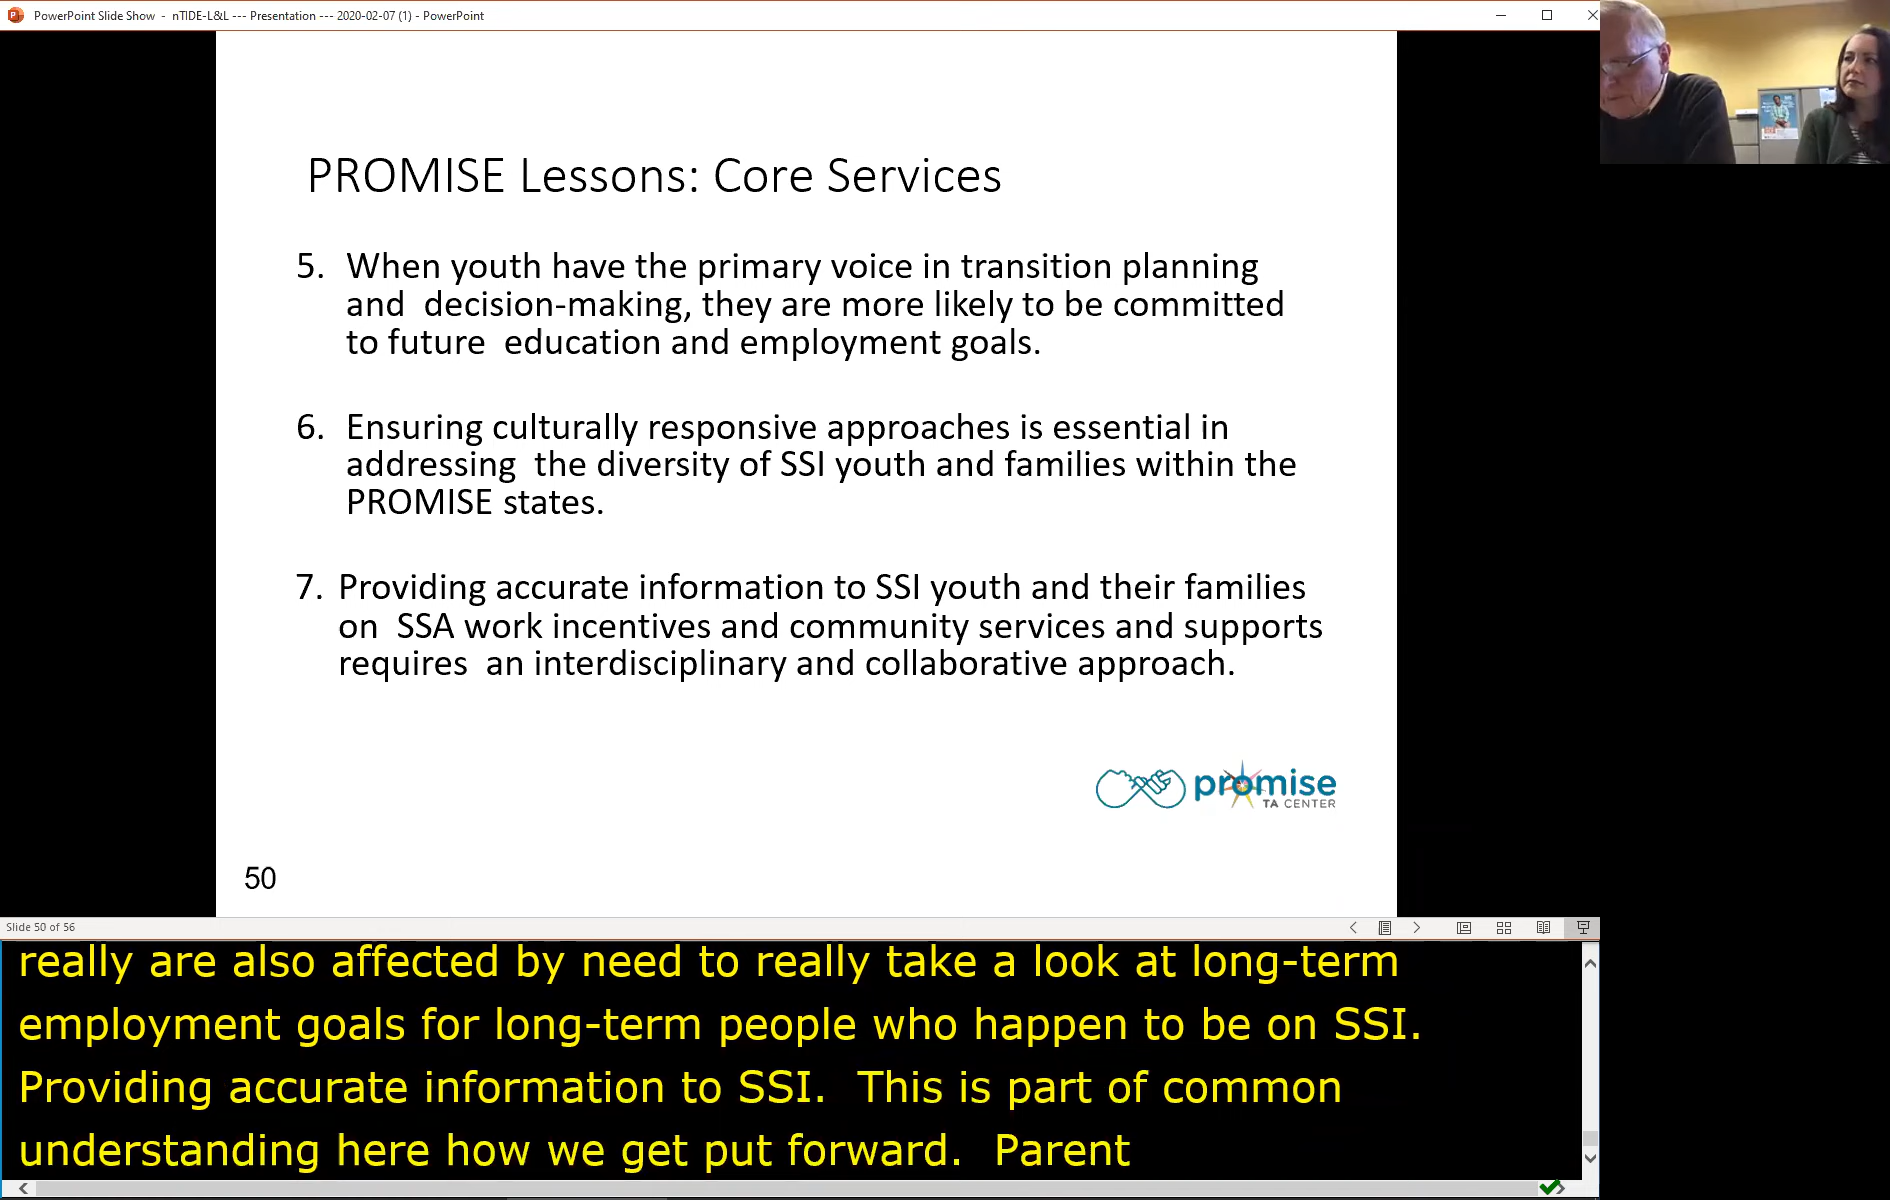 PowerPoint Slide Show - nTIDE-L&L --- Presentation --- 2020-02-07 (1) - PowerPoint
PROMISE Lessons: Core Services
5. When youth have the primary voice in transition planning
and decision-making, they are more likely to be committed
to future education and employment goals.
6. Ensuring culturally responsive approaches is essential in
addressing the diversity of SSI youth and families within the
PROMISE states.
7. Providing accurate information to SSI youth and their families
on SSA work incentives and community services and supports
requires an interdisciplinary and collaborative approach.
promise
TA CENTER
50
Slide 50 of 56
really are also affected by need to really take a look at long-term
employment goals for long-term people who happen to be on SSI.
Providing accurate information to SSI. This is part of common
understanding here how we get put forward. Parent